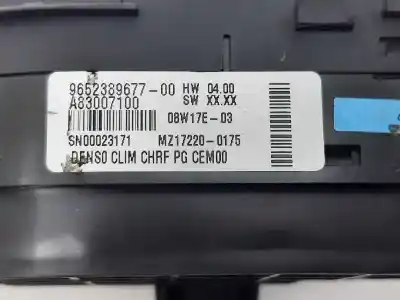 9652389677-00 HW 04.00
A83007100 SW XX.XX
08W17E-03
SN00023171 MZ17220-0175
DENSO CLIM CHRF PG CEM00